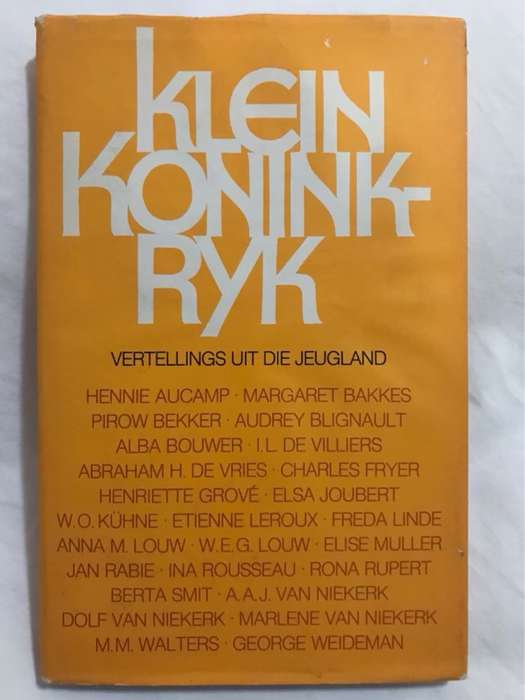 KLEIN
KONINK-
RYK
VERTELLINGS UIT DIE JEUGLAND
HENNIE AUCAMP · MARGARET BAKKES
PIROW BEKKER · AUDREY BLIGNAULT
ALBA BOUWER · I.L. DE VILLIERS
ABRAHAM H. DE VRIES · CHARLES FRYER
HENRIETTE GROVÉ · ELSA JOUBERT
W.O. KÜHNE · ETIENNE LEROUX · FREDA LINDE
ANNA M. LOUW · W.E.G. LOUW · ELISE MULLER
JAN RABIE · INA ROUSSEAU · RONA RUPERT
BERTA SMIT · A.A.J. VAN NIEKERK
DOLF VAN NIEKERK · MARLENE VAN NIEKERK
M.M. WALTERS · GEORGE WEIDEMAN